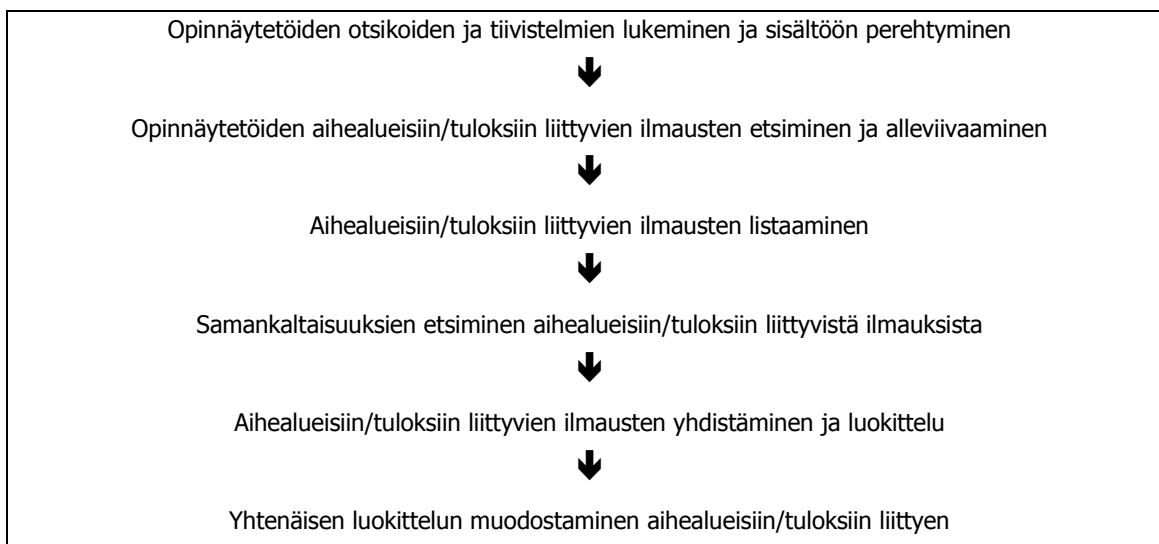 Opinnäytetöiden otsikoiden ja tiivistelmien lukeminen ja sisältöön perehtyminen
Opinnäytetöiden aihealueisiin/tuloksiin liittyvien ilmausten etsiminen ja alleviivaaminen
Aihealueisiin/tuloksiin liittyvien ilmausten listaaminen
Samankaltaisuuksien etsiminen aihealueisiin/tuloksiin liittyvistä ilmauksista
Aihealueisiin/tuloksiin liittyvien ilmausten yhdistäminen ja luokittelu
Yhtenäisen luokittelun muodostaminen aihealueisiin/tuloksiin liittyen